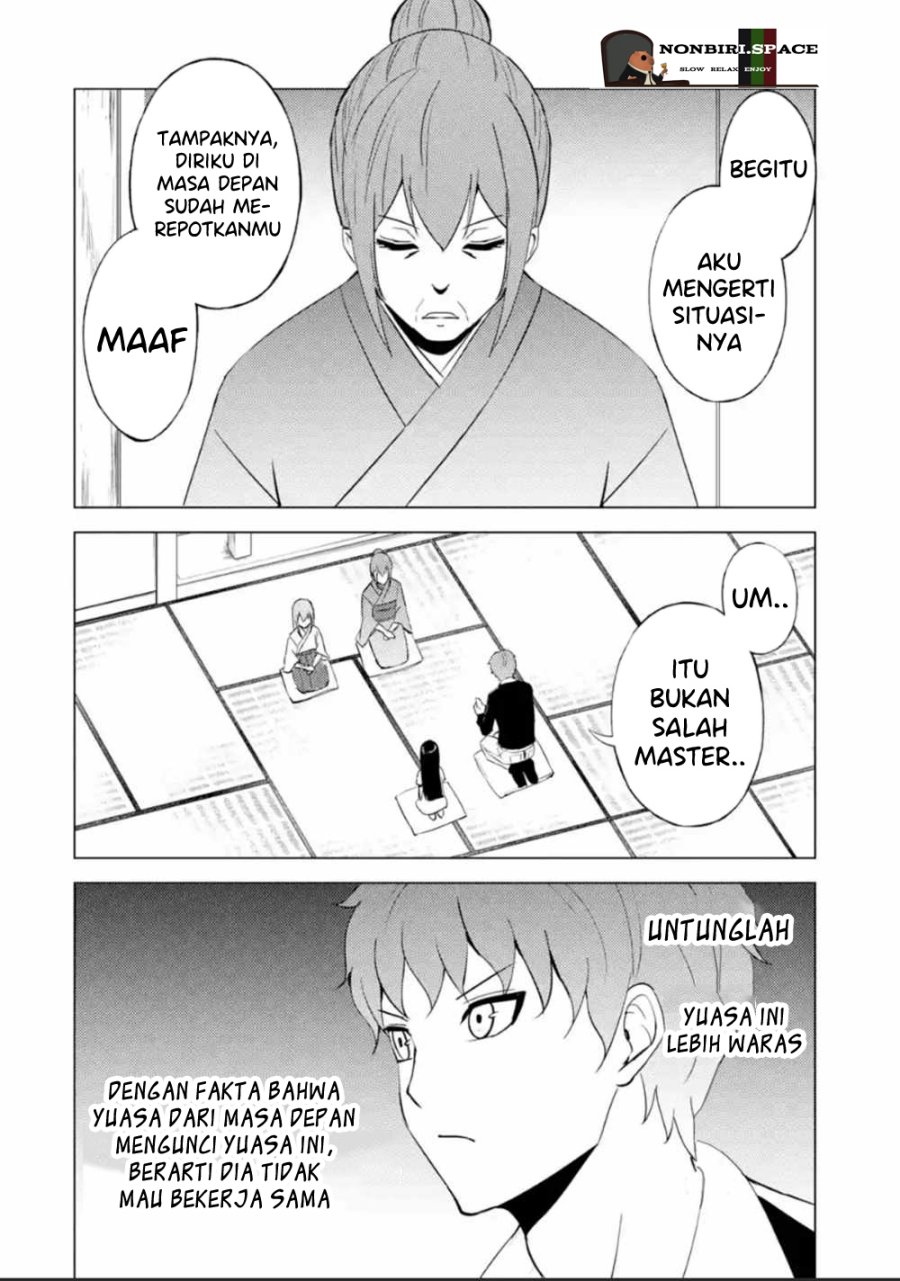 NONBIRI.SPACE
SLOW RELAX ENJOY
BEGITU
AKU
MENGERTI
SITUASI-
NYA
TAMPAKNYA,
DIRIKU DI
MASA DEPAN
SUDAH ME-
REPOTKANMU
MAAF
UM..
ITU
BUKAN
SALAH
MASTER..
UNTUNGLAH
YUASA INI
LEBIH WARAS
DENGAN FAKTA BAHWA
YUASA DARI MASA DEPAN
MENGUNCI YUASA INI,
BERARTI DIA TIDAK
MAU BEKERJA SAMA